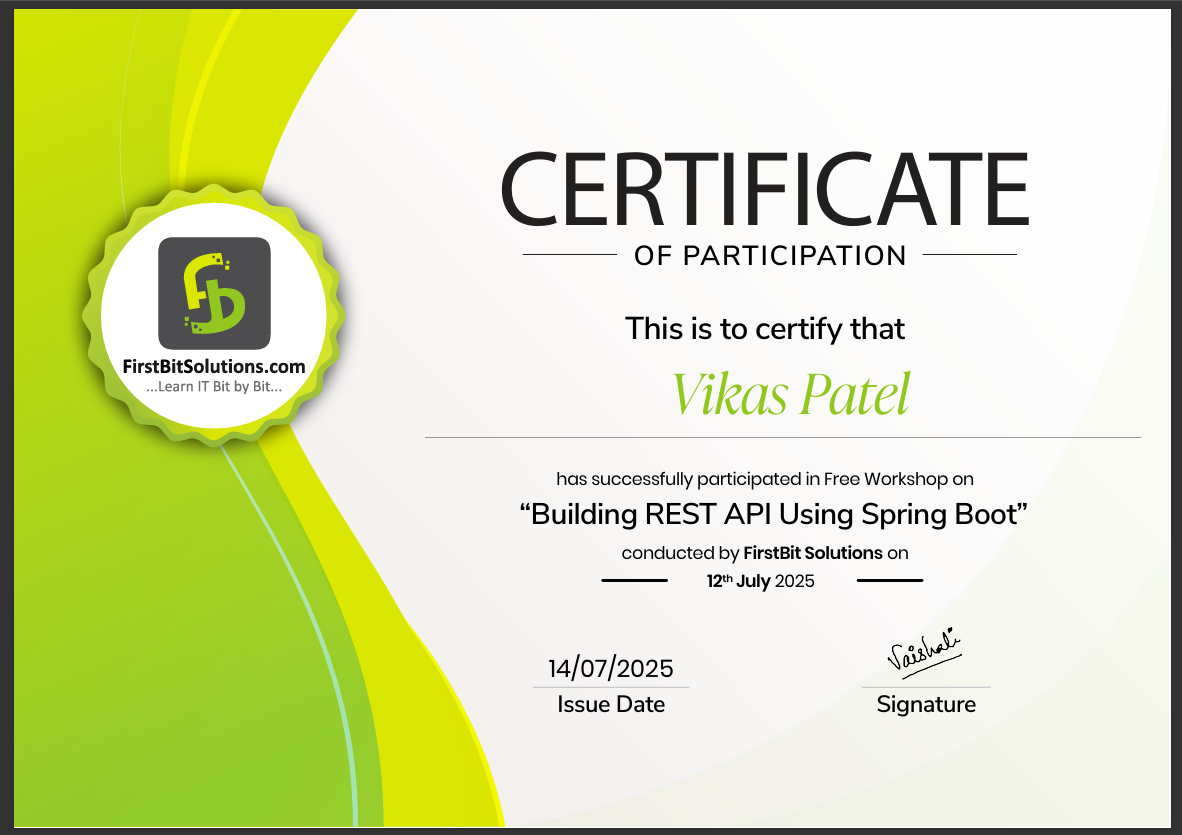 CERTIFICATE
OF PARTICIPATION
FirstBitSolutions.com
...Learn IT Bit by Bit...
This is to certify that
Vikas Patel
has successfully participated in Free Workshop on
“Building REST API Using Spring Boot”
conducted by FirstBit Solutions on
12th July 2025
14/07/2025
Issue Date
Vaishali
Signature